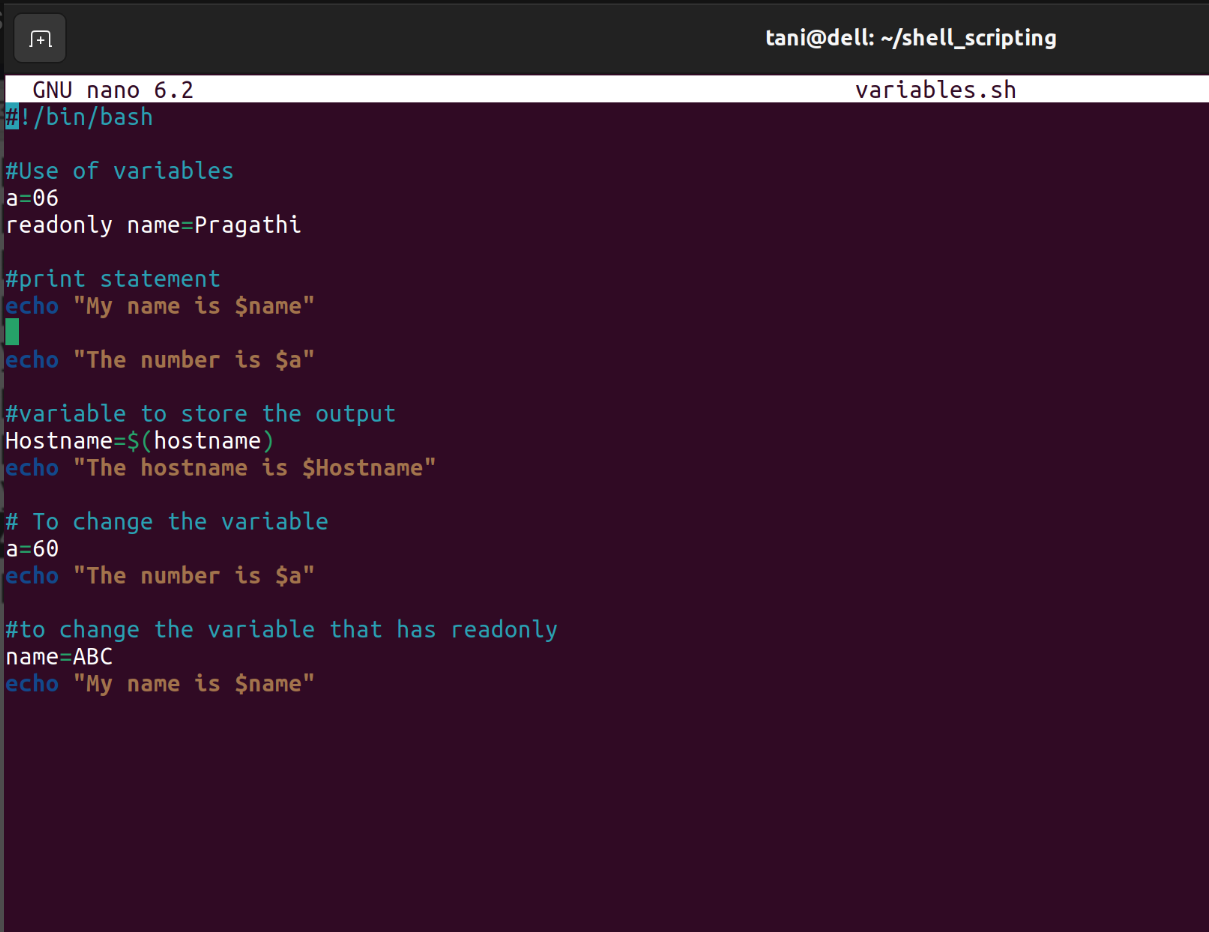 tani@dell: ~/shell_scripting
GNU nano 6.2 variables.sh
#!/bin/bash
#Use of variables
a=06
readonly name=Pragathi
#print statement
echo "My name is $name"
echo "The number is $a"
#variable to store the output
Hostname=$(hostname)
echo "The hostname is $Hostname"
# To change the variable
a=60
echo "The number is $a"
#to change the variable that has readonly
name=ABC
echo "My name is $name"